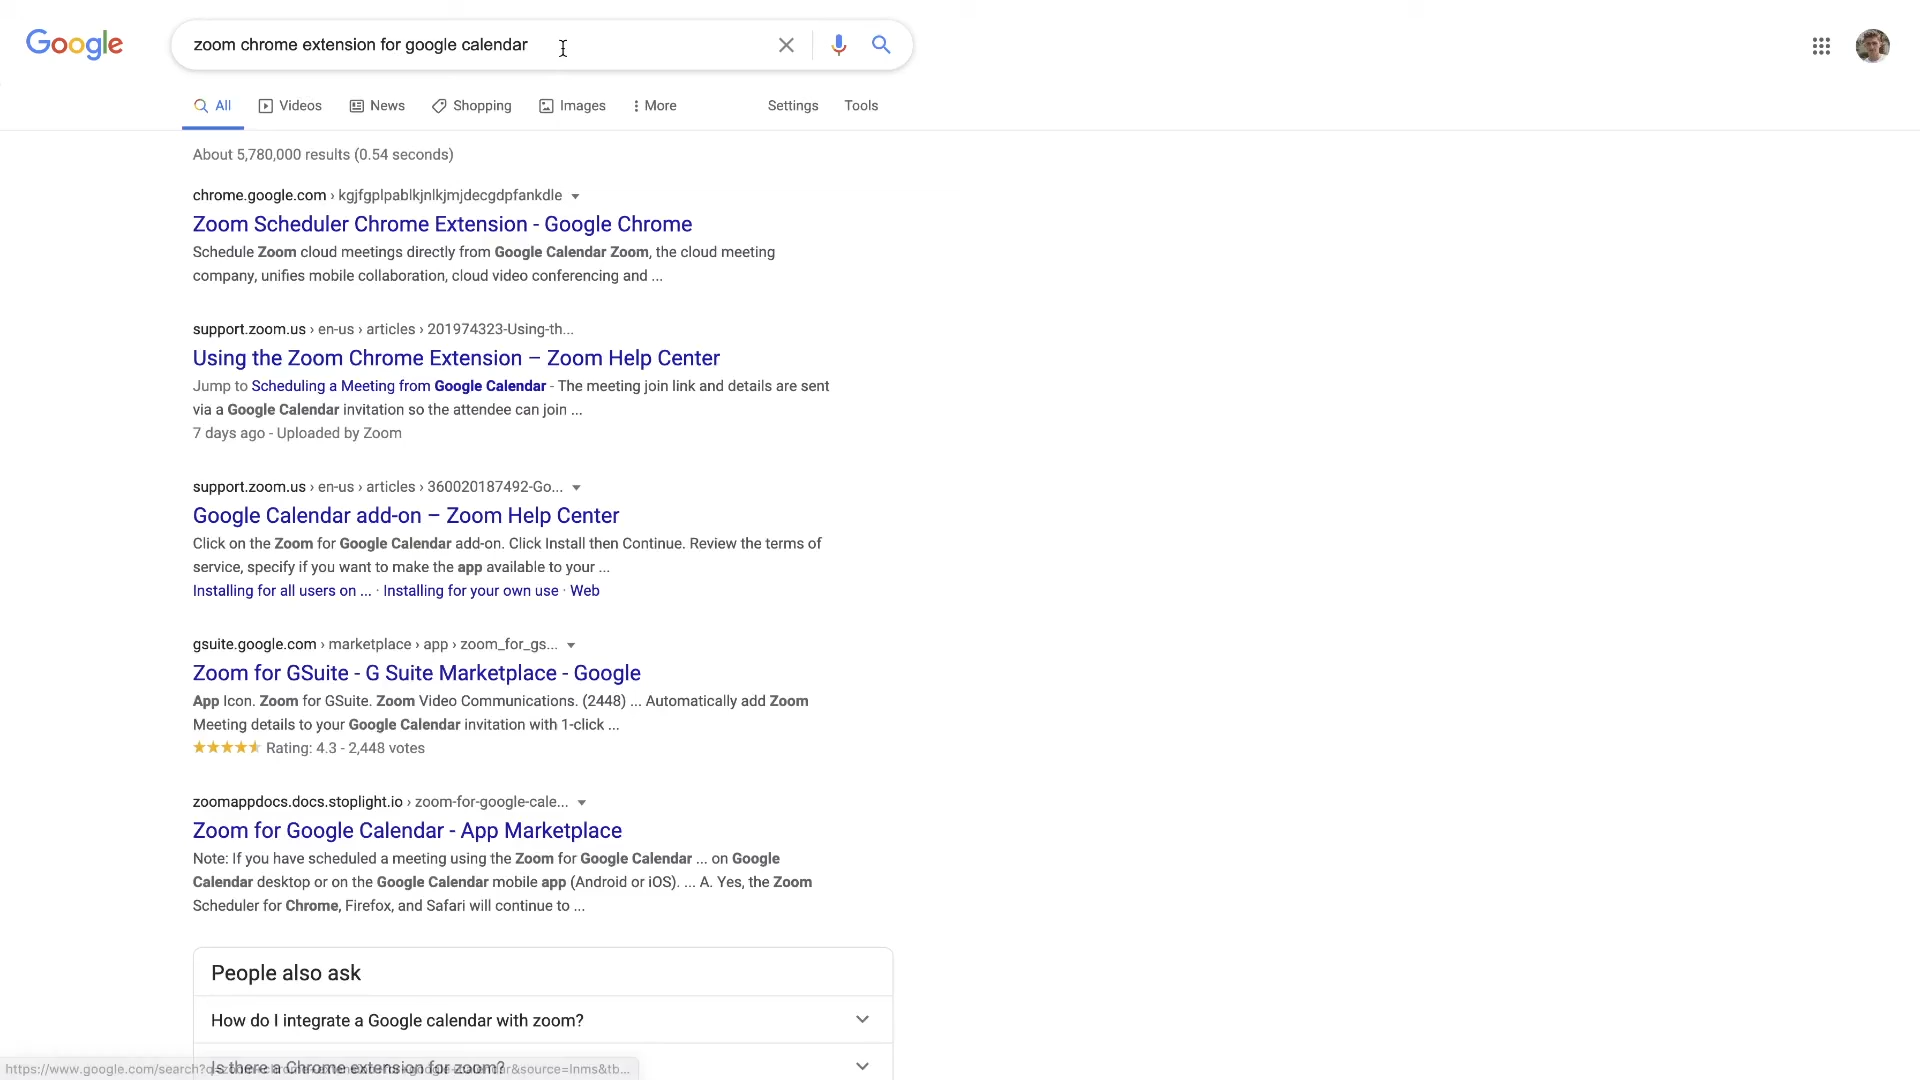 Google
zoom chrome extension for google calendar
All Videos News Shopping Images More Settings Tools
About 5,780,000 results (0.54 seconds)
chrome.google.com › kgjfgplpablkjnlkjmjdecgdpfankdle
Zoom Scheduler Chrome Extension - Google Chrome
Schedule Zoom cloud meetings directly from Google Calendar Zoom, the cloud meeting
company, unifies mobile collaboration, cloud video conferencing and ...
support.zoom.us › en-us › articles › 201974323-Using-th...
Using the Zoom Chrome Extension – Zoom Help Center
Jump to Scheduling a Meeting from Google Calendar - The meeting join link and details are sent
via a Google Calendar invitation so the attendee can join ...
7 days ago - Uploaded by Zoom
support.zoom.us › en-us › articles › 360020187492-Go...
Google Calendar add-on – Zoom Help Center
Click on the Zoom for Google Calendar add-on. Click Install then Continue. Review the terms of
service, specify if you want to make the app available to your ...
Installing for all users on ... · Installing for your own use · Web
gsuite.google.com › marketplace › app › zoom_for_gs...
Zoom for GSuite - G Suite Marketplace - Google
App Icon. Zoom for GSuite. Zoom Video Communications. (2448) ... Automatically add Zoom
Meeting details to your Google Calendar invitation with 1-click ...
Rating: 4.3 - 2,448 votes
zoomappdocs.docs.stoplight.io › zoom-for-google-cale...
Zoom for Google Calendar - App Marketplace
Note: If you have scheduled a meeting using the Zoom for Google Calendar ... on Google
Calendar desktop or on the Google Calendar mobile app (Android or iOS). ... A. Yes, the Zoom
Scheduler for Chrome, Firefox, and Safari will continue to ...
People also ask
How do I integrate a Google calendar with zoom?
Is there a Chrome extension for zoom?